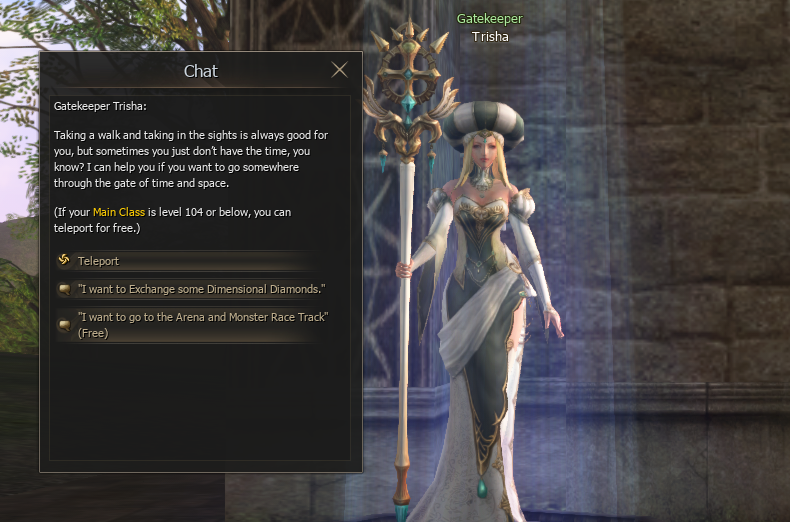 Gatekeeper
Trisha
Chat
Gatekeeper Trisha:
Taking a walk and taking in the sights is always good for
you, but sometimes you just don't have the time, you
know? I can help you if you want to go somewhere
through the gate of time and space.
(If your Main Class is level 104 or below, you can
teleport for free.)
Teleport
"I want to Exchange some Dimensional Diamonds."
"I want to go to the Arena and Monster Race Track"
(Free)